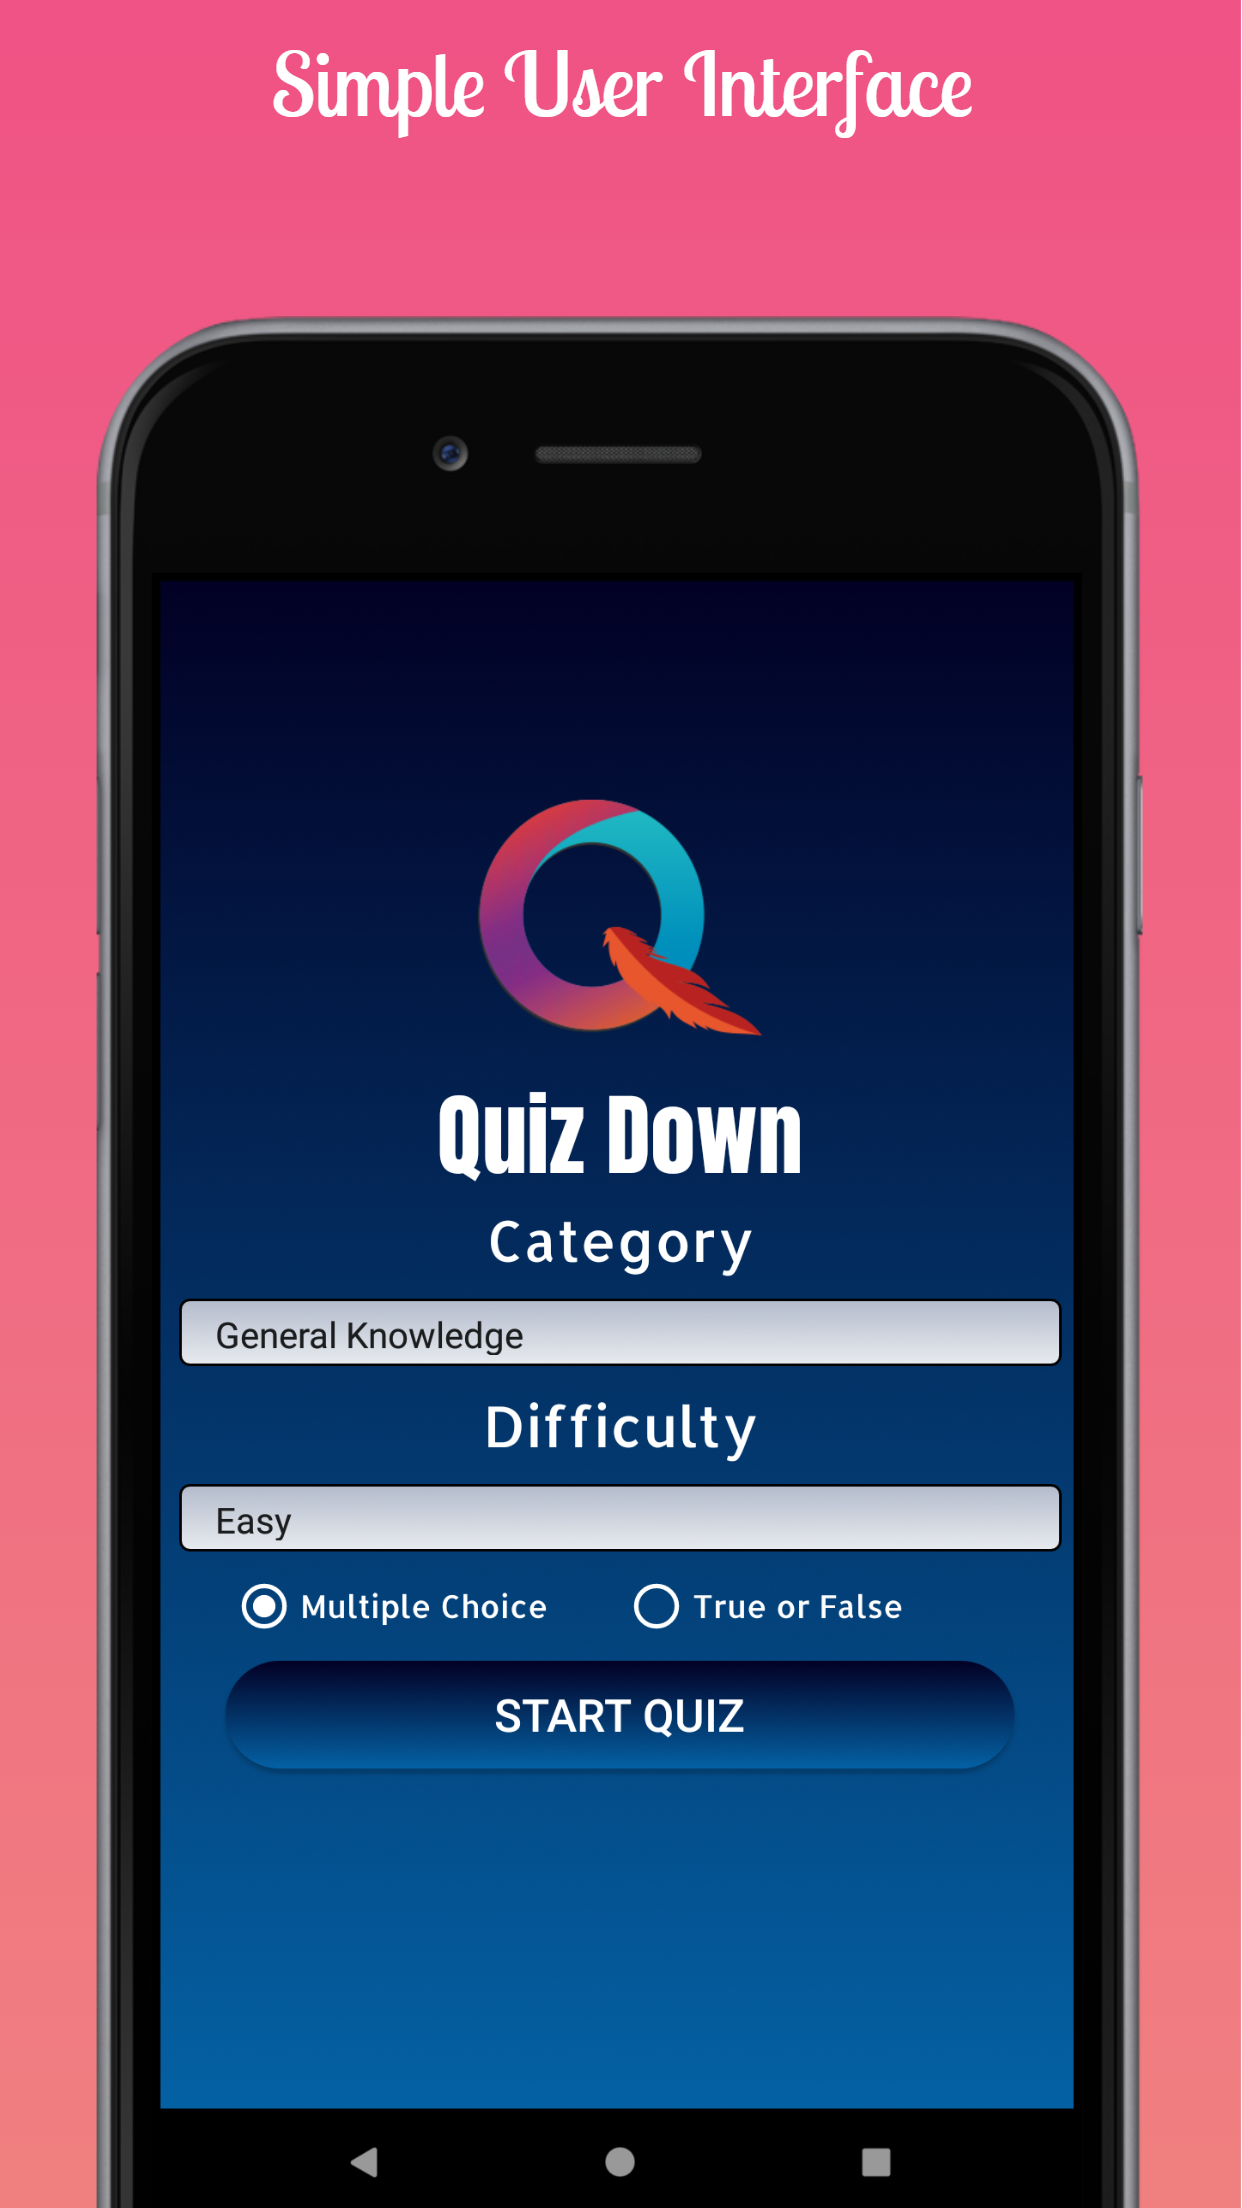 Simple User Interface
Quiz Down
Category
General Knowledge
Difficulty
Easy
Multiple Choice True or False
START QUIZ